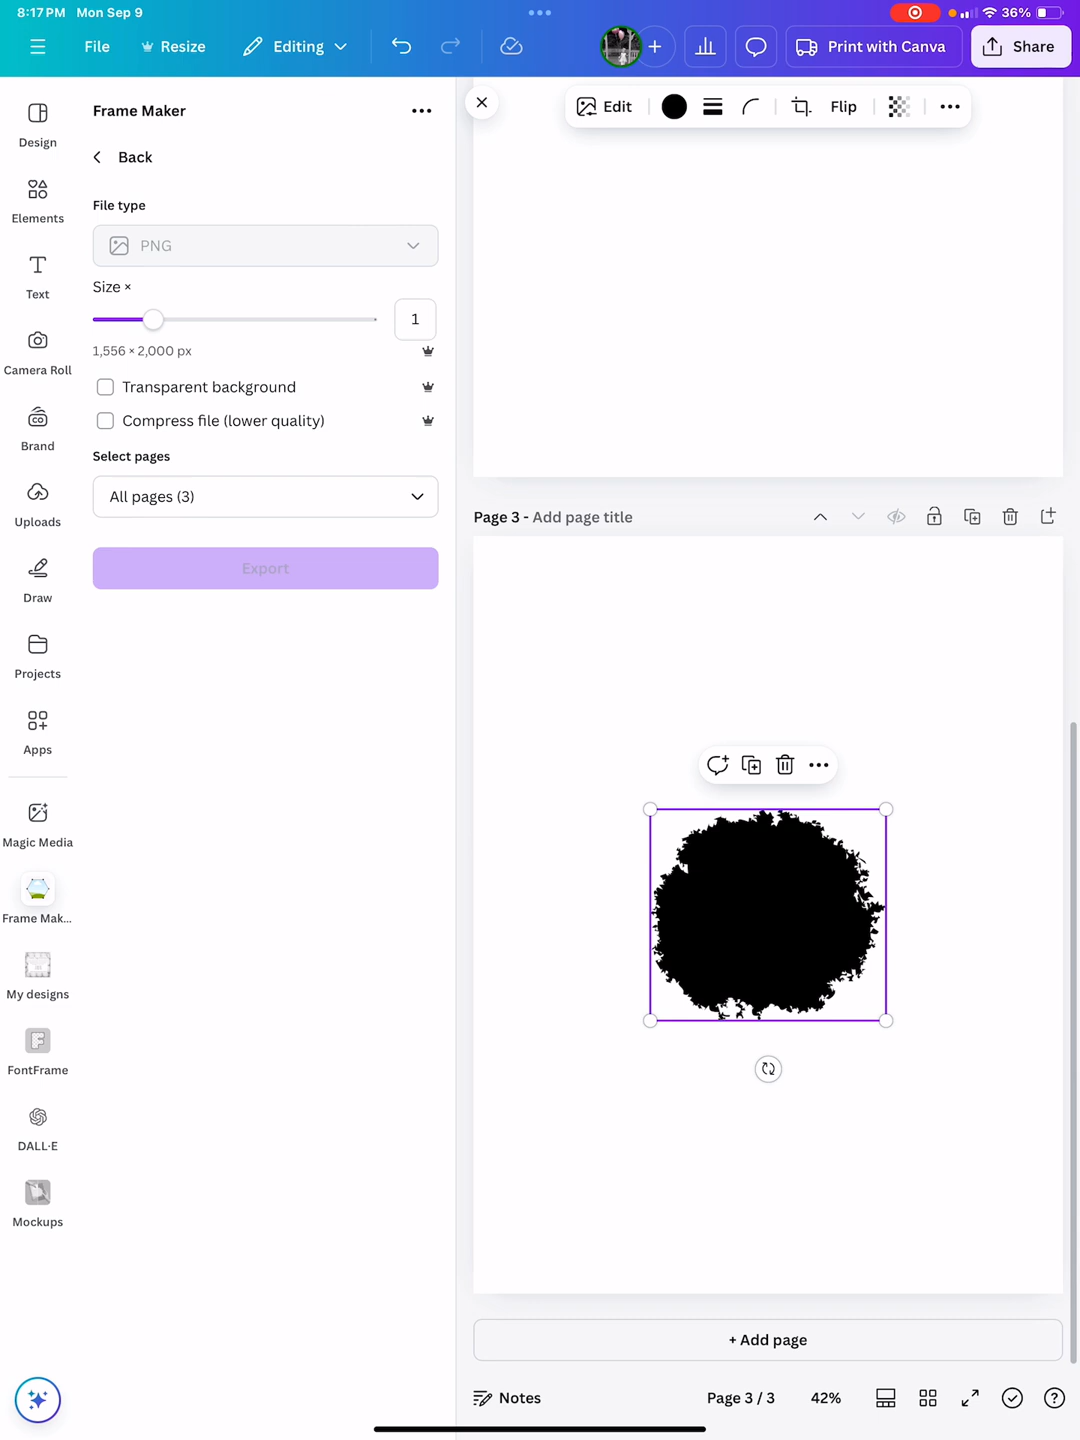 8:17 PM Mon Sep 9
36%
File
Resize
Editing
Print with Canva
Share
Design
Elements
Text
Camera Roll
Brand
Uploads
Draw
Projects
Apps
Magic Media
Frame Mak...
My designs
FontFrame
DALL·E
Mockups
Frame Maker
Back
File type
PNG
Size ×
1
1,556 × 2,000 px
Transparent background
Compress file (lower quality)
Select pages
All pages (3)
Export
Edit
Flip
Page 3 - Add page title
+ Add page
Notes
Page 3 / 3
42%